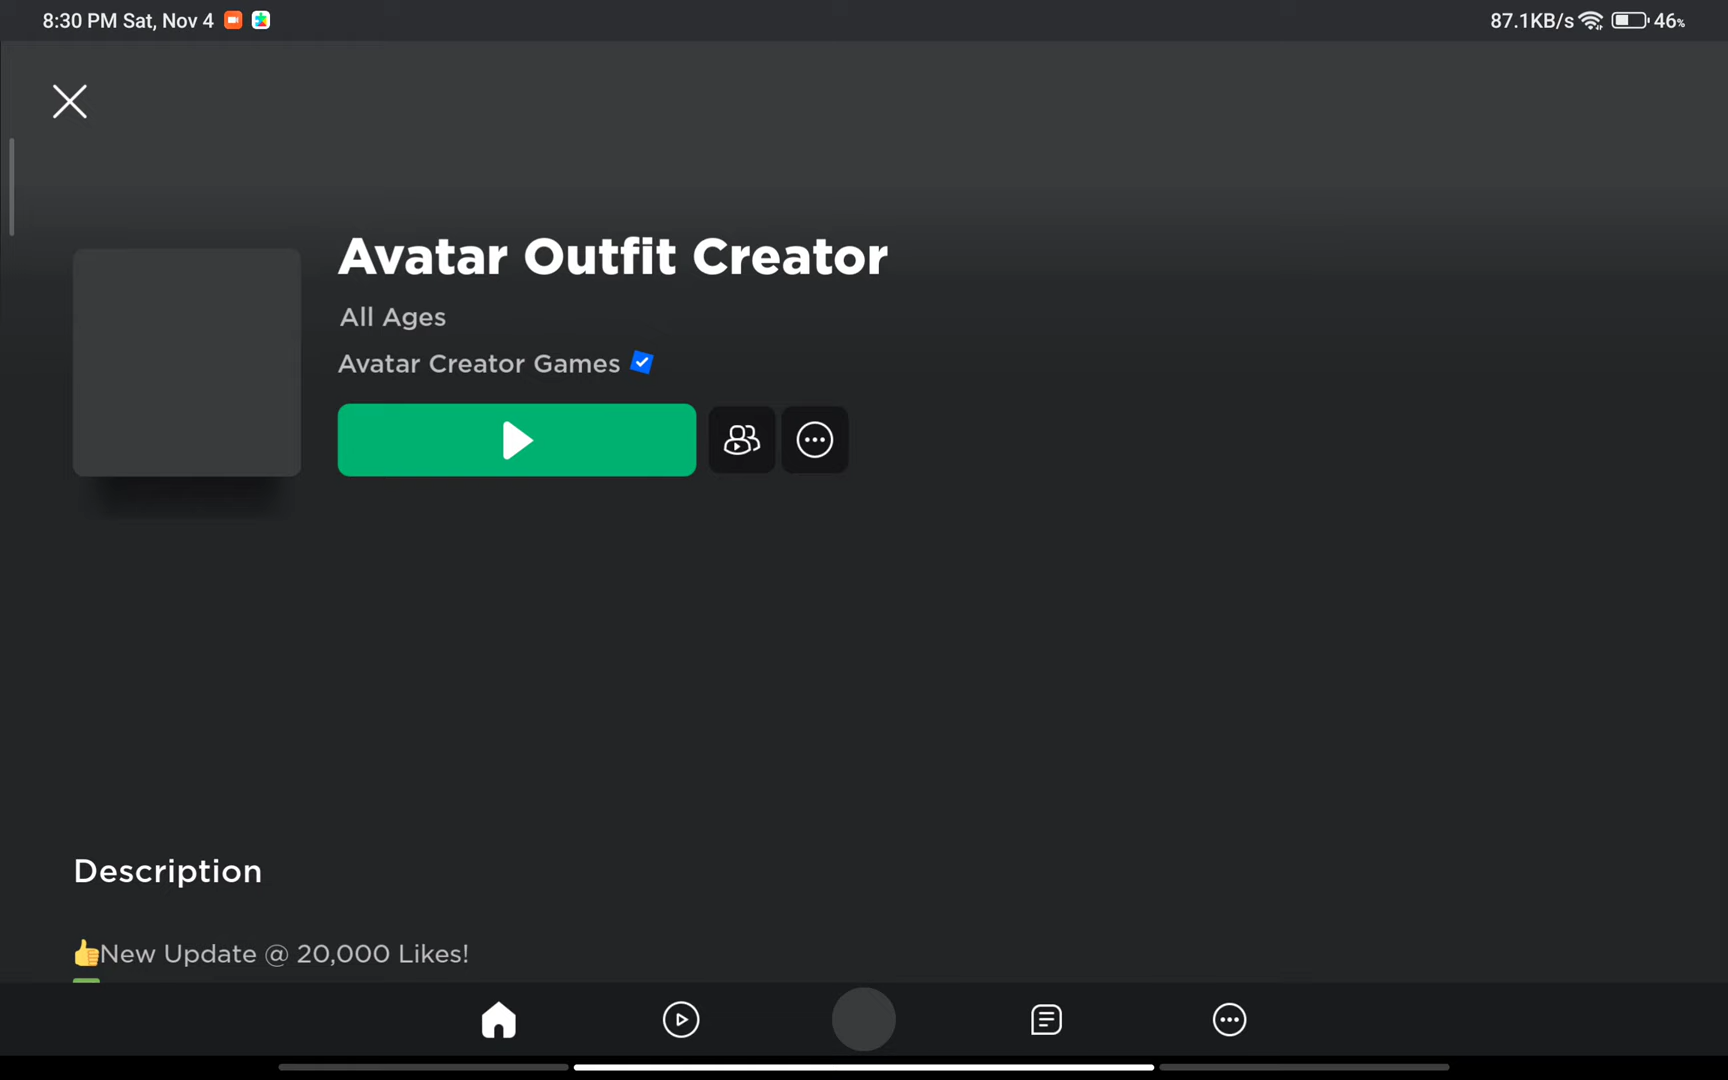 8:30 PM Sat, Nov 4
87.1KB/s 46%
Avatar Outfit Creator
All Ages
Avatar Creator Games
Description
👍New Update @ 20,000 Likes!